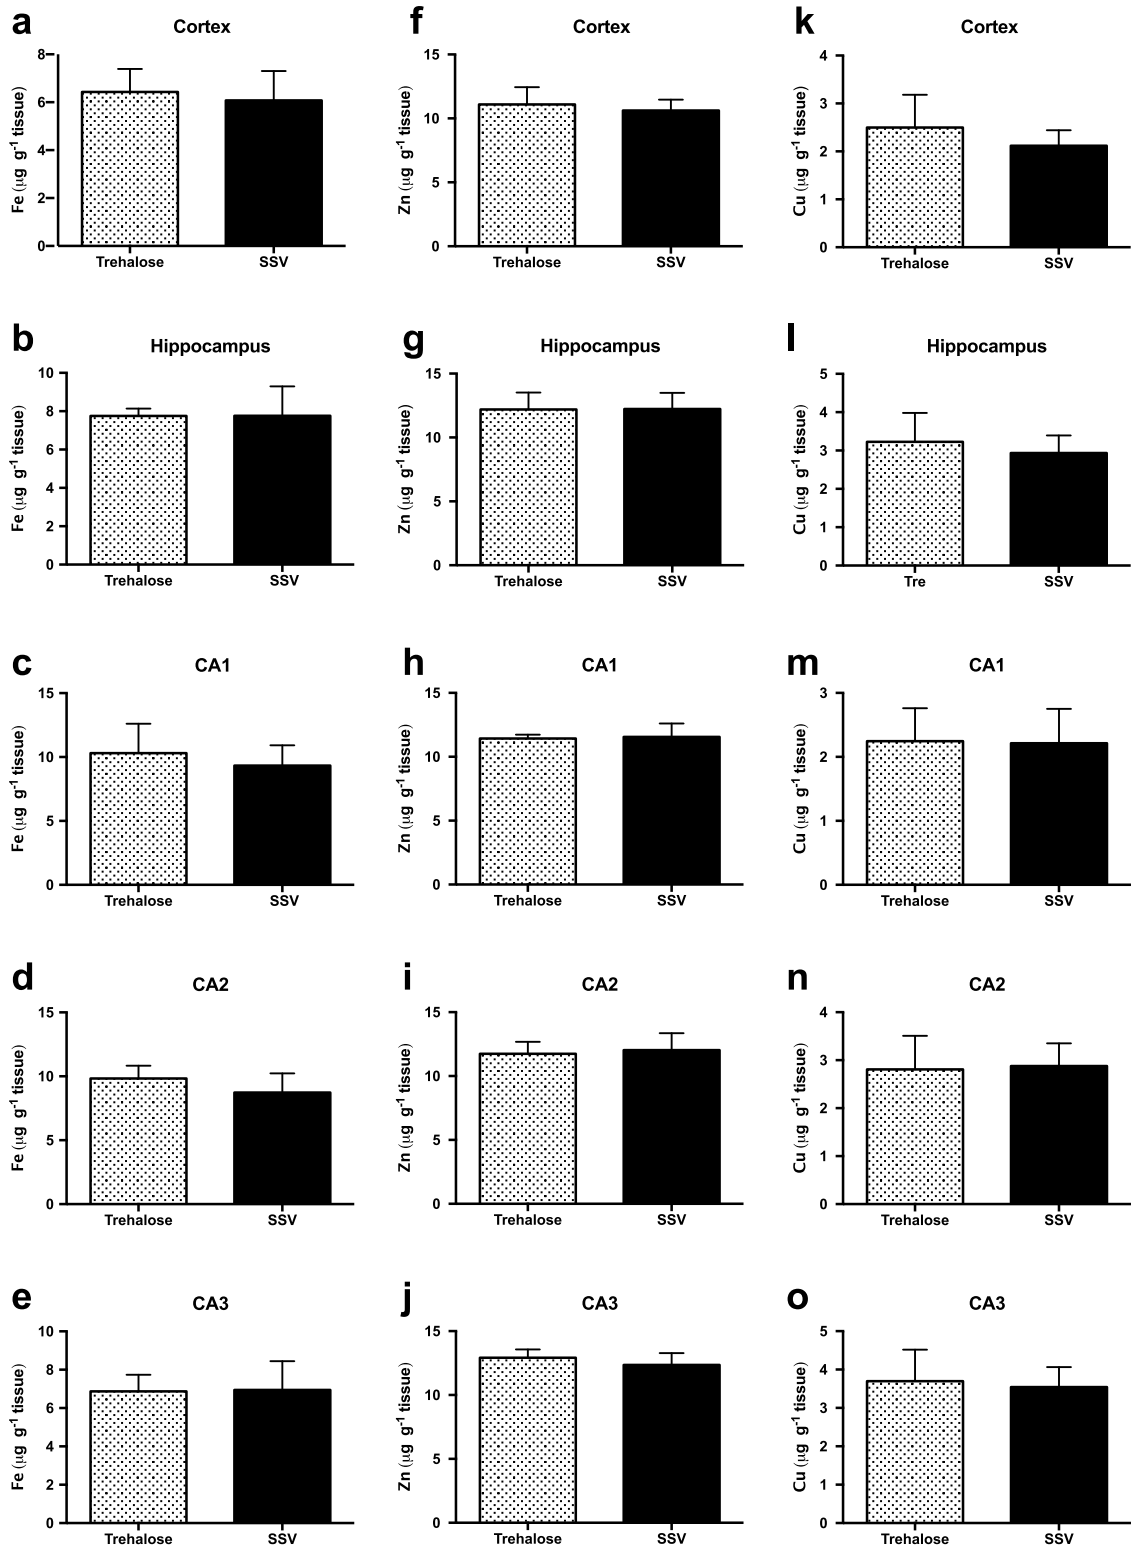 a
Cortex
Fe (μg g-1 tissue)
8
6
4
2
0
Trehalose
SSV
f
Cortex
Zn (μg g-1 tissue)
15
10
5
0
Trehalose
SSV
k
Cortex
Cu (μg g-1 tissue)
4
3
2
1
0
Trehalose
SSV
b
Hippocampus
Fe (μg g-1 tissue)
10
8
6
4
2
0
Trehalose
SSV
g
Hippocampus
Zn (μg g-1 tissue)
15
10
5
0
Trehalose
SSV
l
Hippocampus
Cu (μg g-1 tissue)
5
4
3
2
1
0
Tre
SSV
c
CA1
Fe (μg g-1 tissue)
15
10
5
0
Trehalose
SSV
h
CA1
Zn (μg g-1 tissue)
15
10
5
0
Trehalose
SSV
m
CA1
Cu (μg g-1 tissue)
3
2
1
0
Trehalose
SSV
d
CA2
Fe (μg g-1 tissue)
15
10
5
0
Trehalose
SSV
i
CA2
Zn (μg g-1 tissue)
15
10
5
0
Trehalose
SSV
n
CA2
Cu (μg g-1 tissue)
4
3
2
1
0
Trehalose
SSV
e
CA3
Fe (μg g-1 tissue)
10
8
6
4
2
0
Trehalose
SSV
j
CA3
Zn (μg g-1 tissue)
15
10
5
0
Trehalose
SSV
o
CA3
Cu (μg g-1 tissue)
5
4
3
2
1
0
Trehalose
SSV